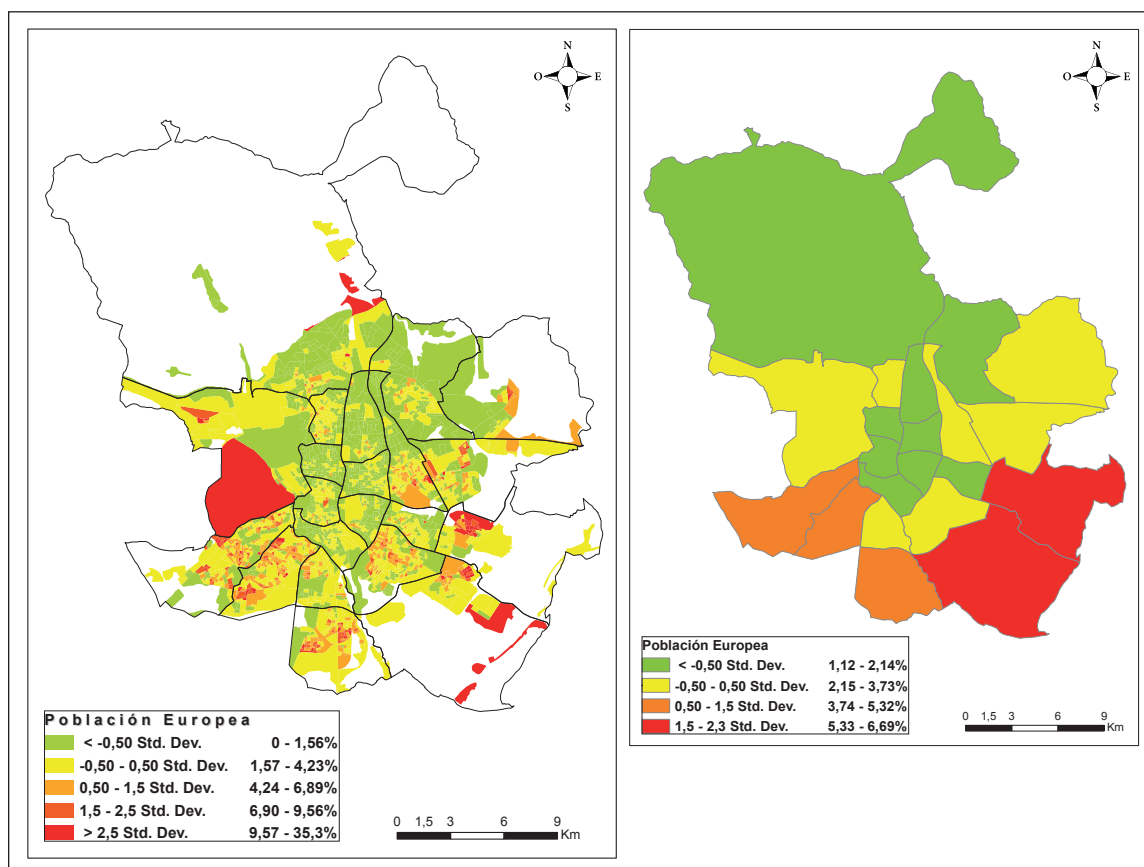 N
O E
S
Población Europea
< -0,50 Std. Dev. 0 - 1,56%
-0,50 - 0,50 Std. Dev. 1,57 - 4,23%
0,50 - 1,5 Std. Dev. 4,24 - 6,89%
1,5 - 2,5 Std. Dev. 6,90 - 9,56%
> 2,5 Std. Dev. 9,57 - 35,3%
0 1,5 3 6 9
Km
N
O E
S
Población Europea
< -0,50 Std. Dev. 1,12 - 2,14%
-0,50 - 0,50 Std. Dev. 2,15 - 3,73%
0,50 - 1,5 Std. Dev. 3,74 - 5,32%
1,5 - 2,3 Std. Dev. 5,33 - 6,69%
0 1,5 3 6 9
Km